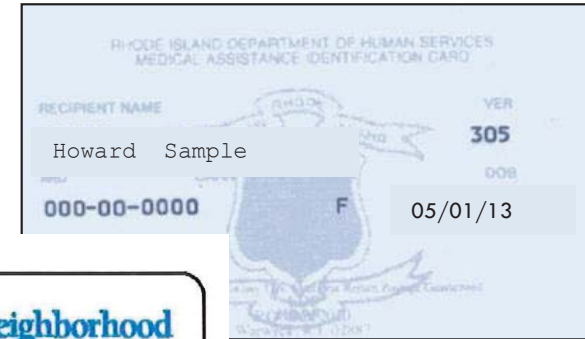 RHODE ISLAND DEPARTMENT OF HUMAN SERVICES
MEDICAL ASSISTANCE IDENTIFICATION CARD
RECIPIENT NAME VER
305
Howard Sample
DOB
000-00-0000 F 05/01/13
Neighborhood